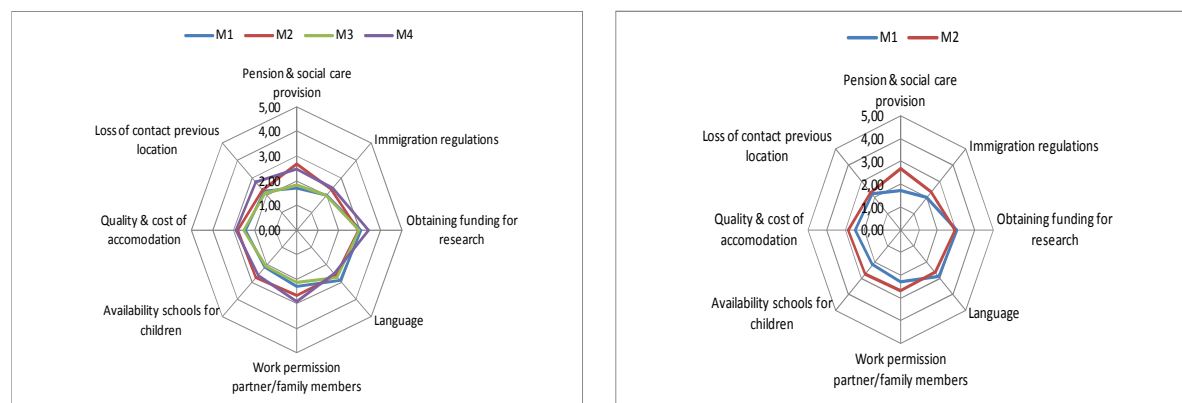 M1 M2 M3 M4
Pension & social care
provision
5,00
4,00
3,00
2,00
1,00
0,00
Immigration regulations
Obtaining funding for
research
Language
Work permission
partner/family members
Availability schools for
children
Quality & cost of
accomodation
Loss of contact previous
location
M1 M2
Pension & social care
provision
5,00
4,00
3,00
2,00
1,00
0,00
Immigration regulations
Obtaining funding for
research
Language
Work permission
partner/family members
Availability schools for
children
Quality & cost of
accomodation
Loss of contact previous
location